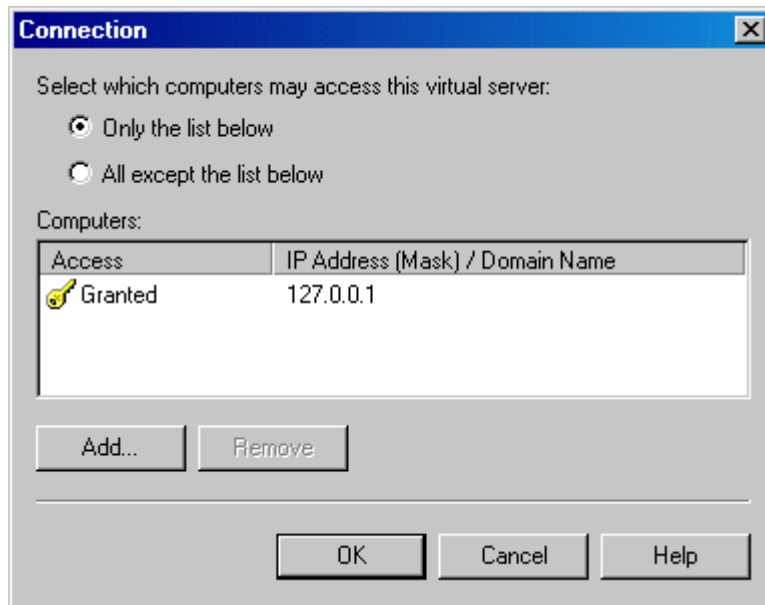 Connection
Select which computers may access this virtual server:
Only the list below
All except the list below
Computers:
Access IP Address (Mask) / Domain Name
Granted 127.0.0.1
Add... Remove
OK Cancel Help